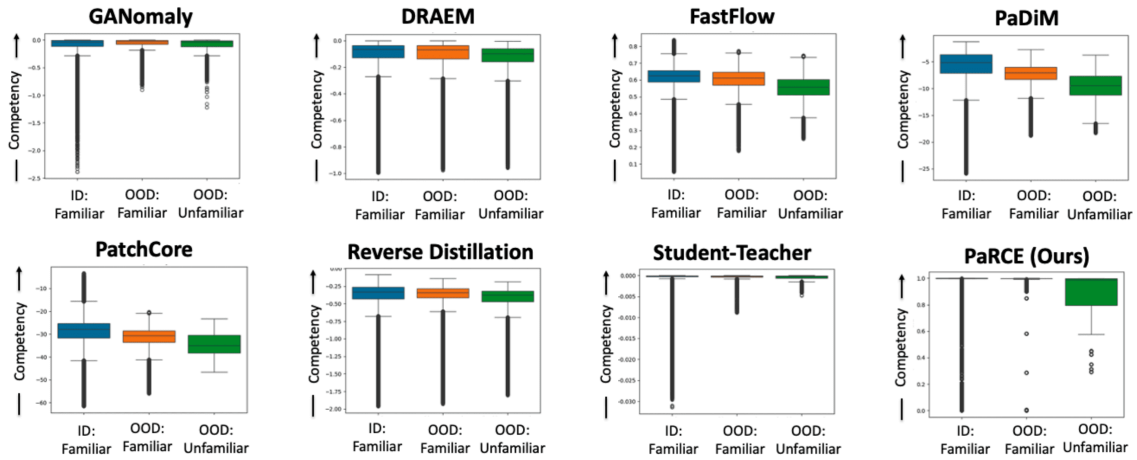 GANomaly
DRAEM
FastFlow
PaDiM
Competency
0.0
−0.5
−1.0
−1.5
−2.0
−2.5
ID:
Familiar
OOD:
Familiar
OOD:
Unfamiliar
Competency
0.0
−0.2
−0.4
−0.6
−0.8
−1.0
ID:
Familiar
OOD:
Familiar
OOD:
Unfamiliar
Competency
0.8
0.7
0.6
0.5
0.4
0.3
0.2
0.1
ID:
Familiar
OOD:
Familiar
OOD:
Unfamiliar
Competency
−5
−10
−15
−20
−25
ID:
Familiar
OOD:
Familiar
OOD:
Unfamiliar
PatchCore
Reverse Distillation
Student-Teacher
PaRCE (Ours)
Competency
−10
−20
−30
−40
−50
−60
ID:
Familiar
OOD:
Familiar
OOD:
Unfamiliar
Competency
0.00
−0.25
−0.50
−0.75
−1.00
−1.25
−1.50
−1.75
−2.00
ID:
Familiar
OOD:
Familiar
OOD:
Unfamiliar
Competency
0.000
−0.005
−0.010
−0.015
−0.020
−0.025
−0.030
ID:
Familiar
OOD:
Familiar
OOD:
Unfamiliar
Competency
1.0
0.8
0.6
0.4
0.2
0.0
ID:
Familiar
OOD:
Familiar
OOD:
Unfamiliar